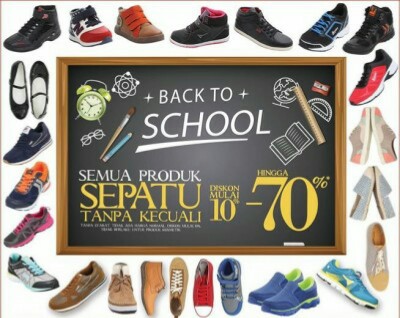 BACK TO
SCHOOL
SEMUA PRODUK
SEPATU
TANPA KECUALI
DISKON
MULAI
10%
HINGGA
-70%*